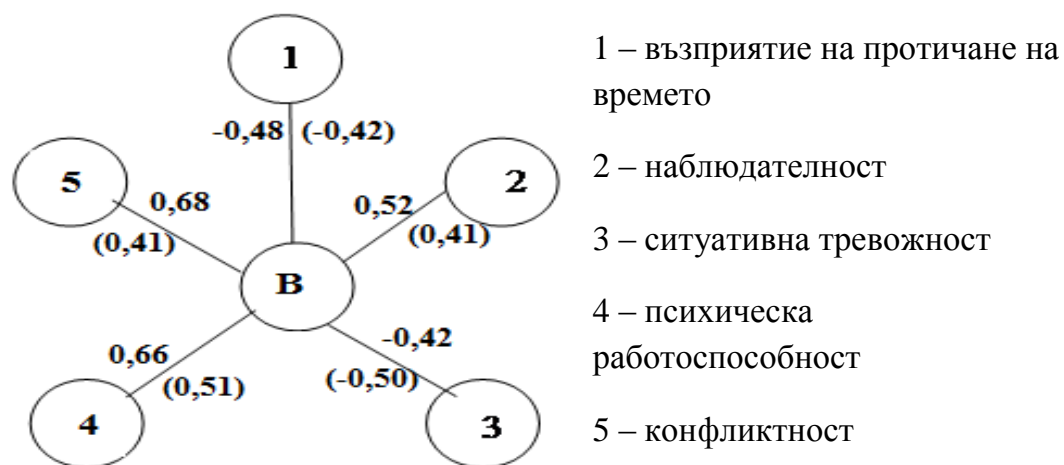 1
-0,48 (-0,42)
5
2
0,68
0,52
(0,41)
(0,41)
В
0,66
-0,42
(0,51)
(-0,50)
4
3
1 – възприятие на протичане на
времето
2 – наблюдателност
3 – ситуативна тревожност
4 – психическа
работоспособност
5 – конфликтност